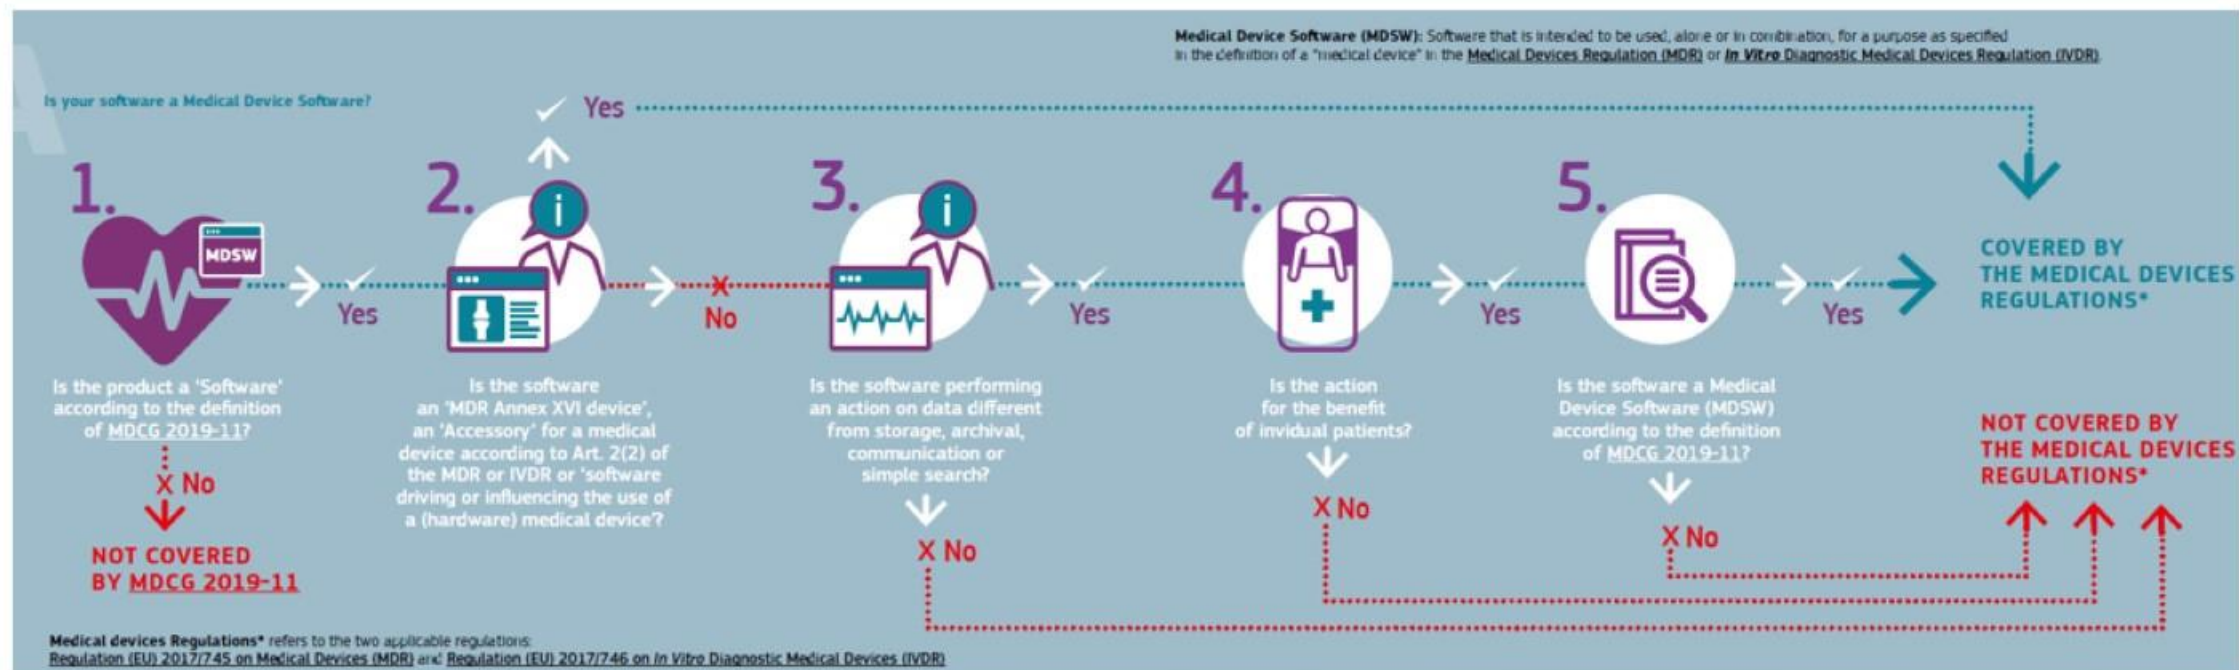 Medical Device Software (MDSW): Software that is intended to be used, alone or in combination, for a purpose as specified
in the definition of a "medical device" in the Medical Devices Regulation (MDR) or In Vitro Diagnostic Medical Devices Regulation (IVDR).
A
Is your software a Medical Device Software?
Yes
1.
2.
3.
4.
5.
i
i
MDSW
Yes
No
Yes
Yes
Yes
COVERED BY
THE MEDICAL DEVICES
REGULATIONS*
Is the product a 'Software'
according to the definition
of MDCG 2019-11?
X No
NOT COVERED
BY MDCG 2019-11
Is the software
an 'MDR Annex XVI device',
an 'Accessory' for a medical
device according to Art. 2(2) of
the MDR or IVDR or 'software
driving or influencing the use of
a (hardware) medical device'?
Is the software performing
an action on data different
from storage, archival,
communication or
simple search?
X No
Is the action
for the benefit
of invidual patients?
X No
Is the software a Medical
Device Software (MDSW)
according to the definition
of MDCG 2019-11?
X No
NOT COVERED BY
THE MEDICAL DEVICES
REGULATIONS*
Medical devices Regulations* refers to the two applicable regulations:
Regulation (EU) 2017/745 on Medical Devices (MDR) and Regulation (EU) 2017/746 on In Vitro Diagnostic Medical Devices (IVDR)